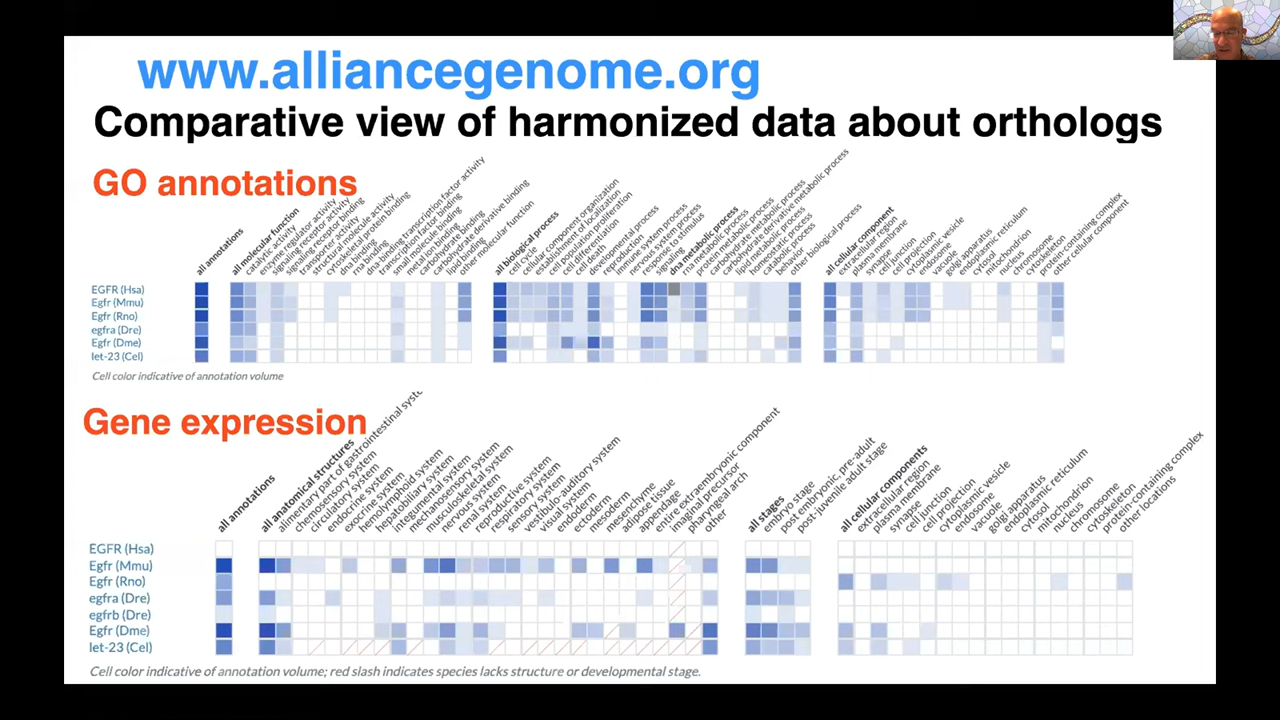 www.alliancegenome.org
Comparative view of harmonized data about orthologs
GO annotations
all annotations
all molecular function
catalytic activity
enzyme regulator activity
signaling receptor activity
signaling receptor binding
transporter activity
structural molecule activity
cytoskeletal protein binding
dna binding
rna binding
dna-binding transcription factor activity
transcription factor binding
small molecule binding
metal ion binding
carbohydrate binding
carbohydrate derivative binding
lipid binding
other molecular function
all biological process
cell cycle
cellular component organization
establishment of localization
cell population proliferation
cell differentiation
cell death
developmental process
reproduction
immune system process
nervous system process
response to stimulus
signaling
dna metabolic process
rna metabolic process
protein metabolic process
carbohydrate metabolic process
carbohydrate derivative metabolic process
lipid metabolic process
homeostatic process
catabolic process
behavior
other biological process
all cellular component
extracellular region
plasma membrane
synapse
cell junction
cell projection
cytoplasmic vesicle
endosome
vacuole
golgi apparatus
endoplasmic reticulum
cytosol
mitochondrion
nucleus
chromosome
cytoskeleton
protein-containing complex
other cellular component
EGFR (Hsa)
Egfr (Mmu)
Egfr (Rno)
egfra (Dre)
Egfr (Dme)
let-23 (Cel)
Cell color indicative of annotation volume
Gene expression
all annotations
all anatomical structures
alimentary part of gastrointestinal syste
chemosensory system
circulatory system
endocrine system
exocrine system
hemolymphoid system
hepatobiliary system
integumental system
mechanosensory system
musculoskeletal system
nervous system
renal system
reproductive system
respiratory system
sensory system
vestibulo-auditory system
visual system
endoderm
mesoderm
ectoderm
mesenchyme
adipose tissue
appendage
entire extraembryonic component
imaginal precursor
pharyngeal arch
other
all stages
embryo stage
post embryonic, pre-adult
post-juvenile adult stage
all cellular components
extracellular region
plasma membrane
synapse
cell junction
cell projection
cytoplasmic vesicle
endosome
vacuole
golgi apparatus
endoplasmic reticulum
cytosol
mitochondrion
nucleus
chromosome
cytoskeleton
protein-containing complex
other locations
EGFR (Hsa)
Egfr (Mmu)
Egfr (Rno)
egfra (Dre)
egfrb (Dre)
Egfr (Dme)
let-23 (Cel)
Cell color indicative of annotation volume; red slash indicates species lacks structure or developmental stage.